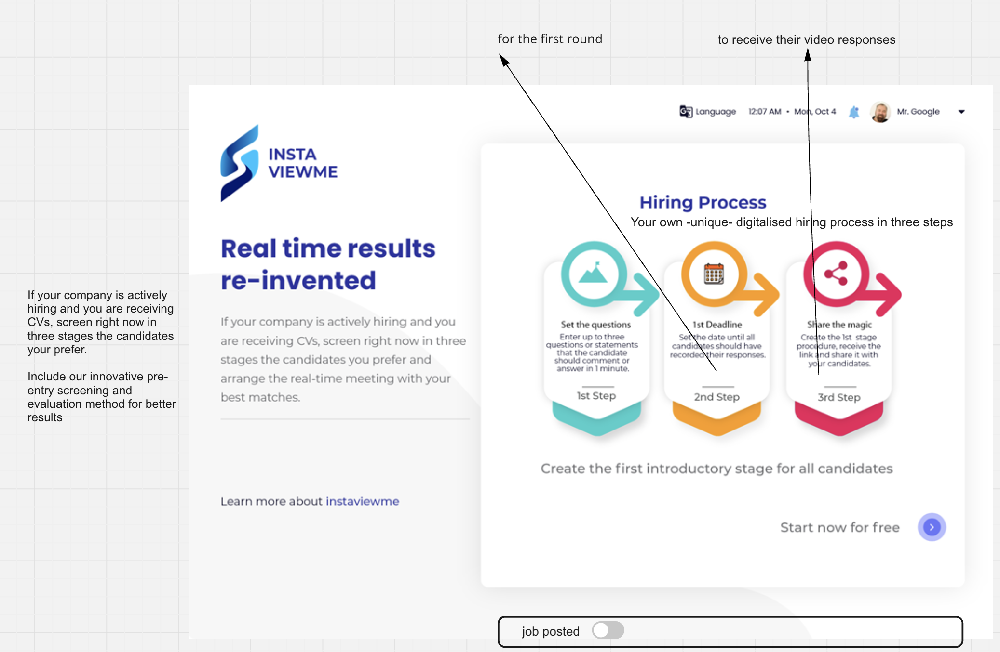 for the first round
to receive their video responses
Language 12:07 AM • Mon, Oct 4 Mr. Google
INSTA
VIEWME
Real time results
re-invented
If your company is actively hiring and you
are receiving CVs, screen right now in three
stages the candidates you prefer and
arrange the real-time meeting with your
best matches.
Learn more about instaviewme
If your company is actively
hiring and you are receiving
CVs, screen right now in
three stages the candidates
your prefer.
Include our innovative pre-
entry screening and
evaluation method for better
results
Hiring Process
Your own -unique- digitalised hiring process in three steps
Set the questions
Enter up to three
questions or statements
that the candidate
should comment or
answer in 1 minute.
1st Step
1st Deadline
Set the date until all
candidates should have
recorded their responses.
2nd Step
Share the magic
Create the 1st stage
procedure, receive the
link and share it with
your candidates.
3rd Step
Create the first introductory stage for all candidates
Start now for free
job posted